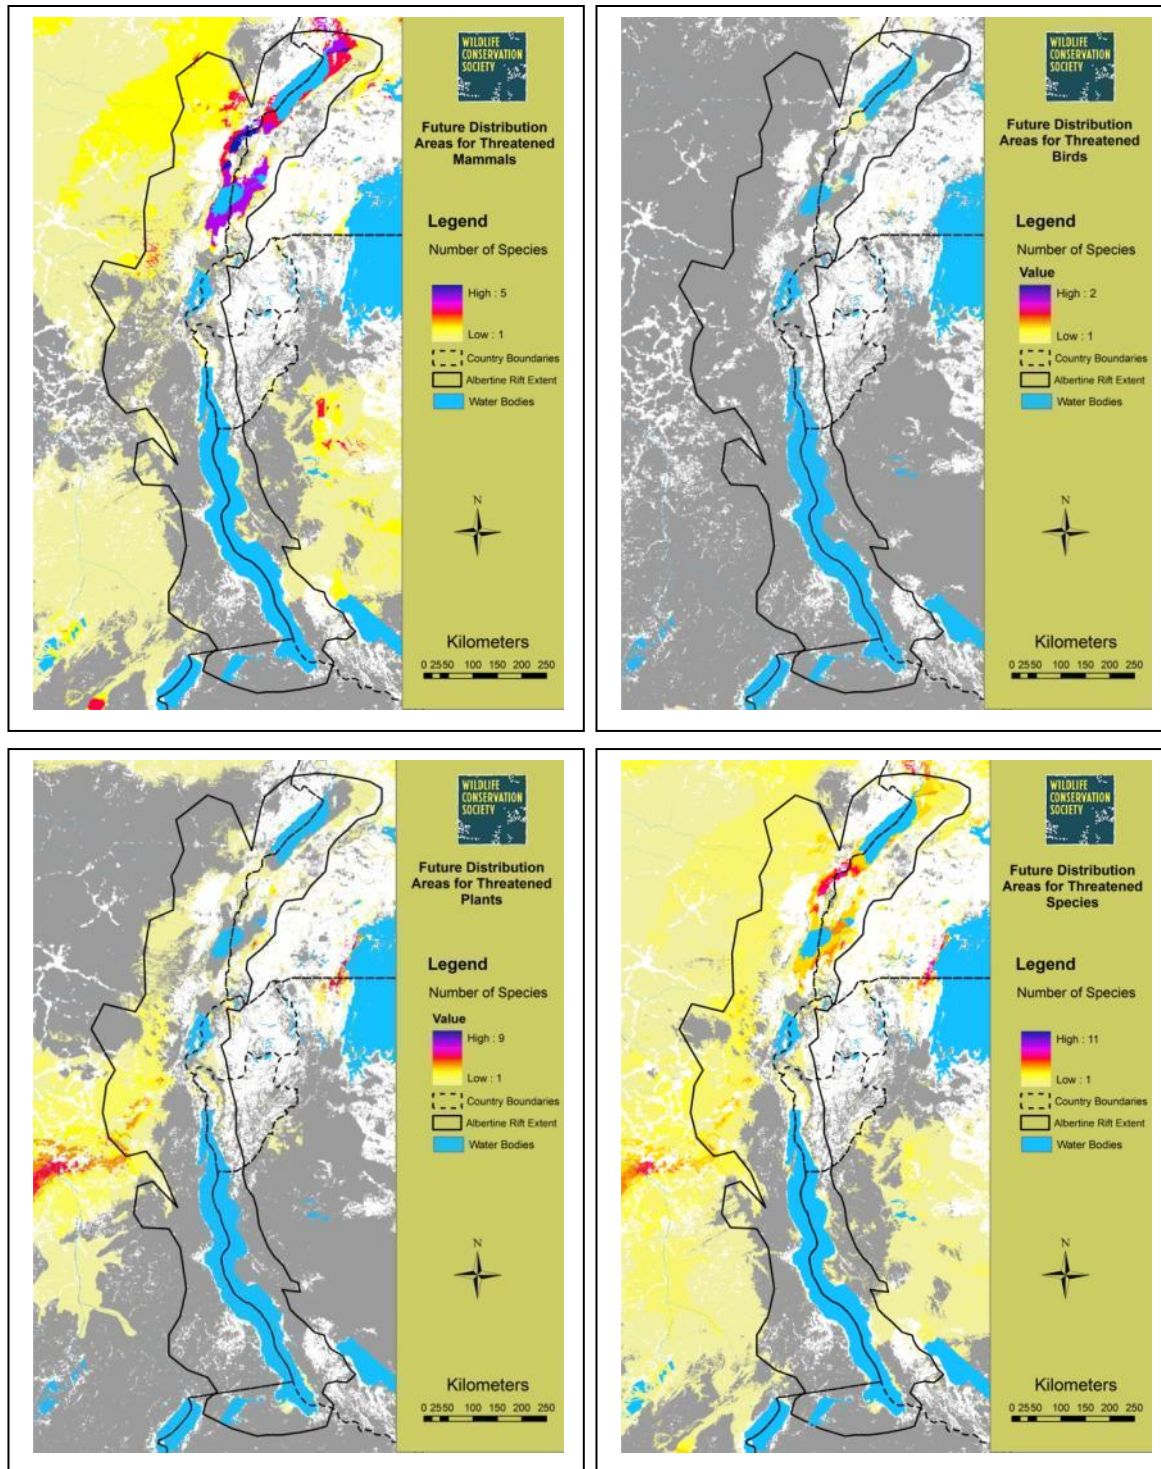 WILDLIFE
CONSERVATION
SOCIETY
Future Distribution
Areas for Threatened
Mammals
Legend
Number of Species
High : 5
Low : 1
Country Boundaries
Albertine Rift Extent
Water Bodies
N
Kilometers
0 25 50 100 150 200 250
WILDLIFE
CONSERVATION
SOCIETY
Future Distribution
Areas for Threatened
Birds
Legend
Number of Species
Value
High : 2
Low : 1
Country Boundaries
Albertine Rift Extent
Water Bodies
N
Kilometers
0 25 50 100 150 200 250
WILDLIFE
CONSERVATION
SOCIETY
Future Distribution
Areas for Threatened
Plants
Legend
Number of Species
Value
High : 9
Low : 1
Country Boundaries
Albertine Rift Extent
Water Bodies
N
Kilometers
0 25 50 100 150 200 250
WILDLIFE
CONSERVATION
SOCIETY
Future Distribution
Areas for Threatened
Species
Legend
Number of Species
High : 11
Low : 1
Country Boundaries
Albertine Rift Extent
Water Bodies
N
Kilometers
0 25 50 100 150 200 250